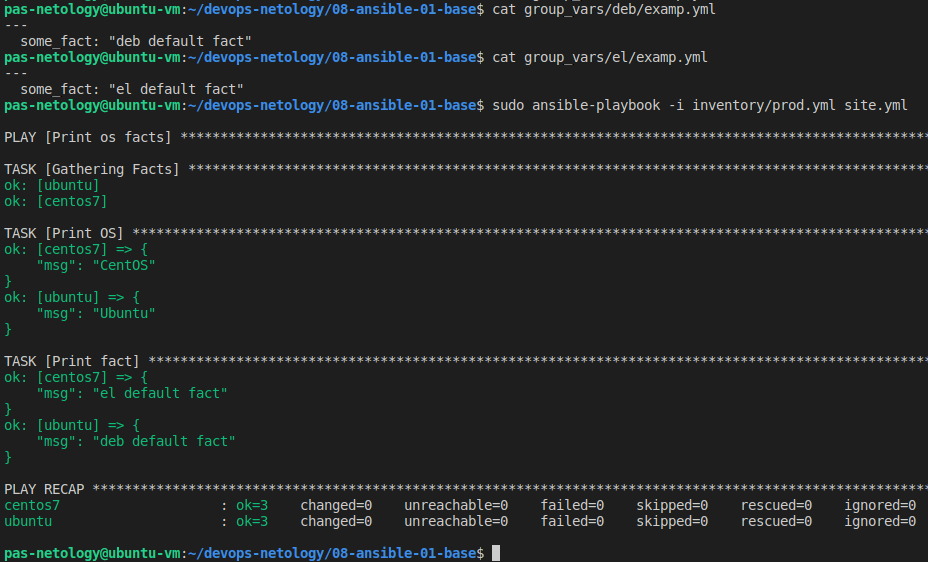 pas-netology@ubuntu-vm:~/devops-netology/08-ansible-01-base$ cat group_vars/deb/examp.yml
---
  some_fact: "deb default fact"
pas-netology@ubuntu-vm:~/devops-netology/08-ansible-01-base$ cat group_vars/el/examp.yml
---
  some_fact: "el default fact"
pas-netology@ubuntu-vm:~/devops-netology/08-ansible-01-base$ sudo ansible-playbook -i inventory/prod.yml site.yml

PLAY [Print os facts] **********************************************************************************************

TASK [Gathering Facts] *********************************************************************************************
ok: [ubuntu]
ok: [centos7]

TASK [Print OS] ****************************************************************************************************
ok: [centos7] => {
    "msg": "CentOS"
}
ok: [ubuntu] => {
    "msg": "Ubuntu"
}

TASK [Print fact] **************************************************************************************************
ok: [centos7] => {
    "msg": "el default fact"
}
ok: [ubuntu] => {
    "msg": "deb default fact"
}

PLAY RECAP *********************************************************************************************************
centos7                    : ok=3    changed=0    unreachable=0    failed=0    skipped=0    rescued=0    ignored=0
ubuntu                     : ok=3    changed=0    unreachable=0    failed=0    skipped=0    rescued=0    ignored=0

pas-netology@ubuntu-vm:~/devops-netology/08-ansible-01-base$